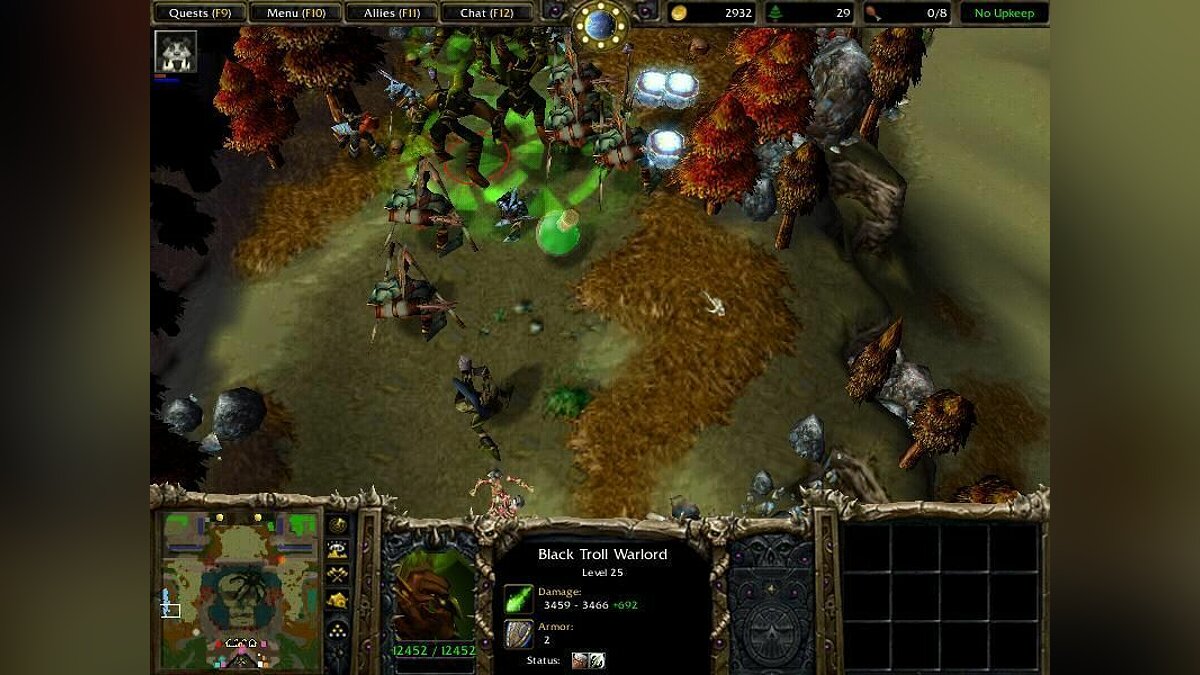 Quests (F9) Menu (F10) Allies (F11) Chat (F12) 2932 29 0/8 No Upkeep
Black Troll Warlord
Level 25
Damage:
3459 - 3466 +692
Armor:
2
12452 / 12452
Status: